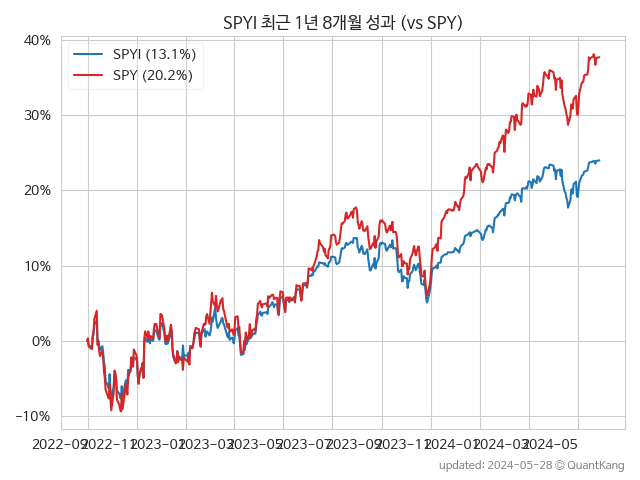 SPYI 최근 1년 8개월 성과 (vs SPY)
SPYI (13.1%)
SPY (20.2%)
40%
30%
20%
10%
0%
−10%
2022-09 2022-11 2023-01 2023-03 2023-05 2023-07 2023-09 2023-11 2024-01 2024-03 2024-05
updated: 2024-05-28 © QuantKang